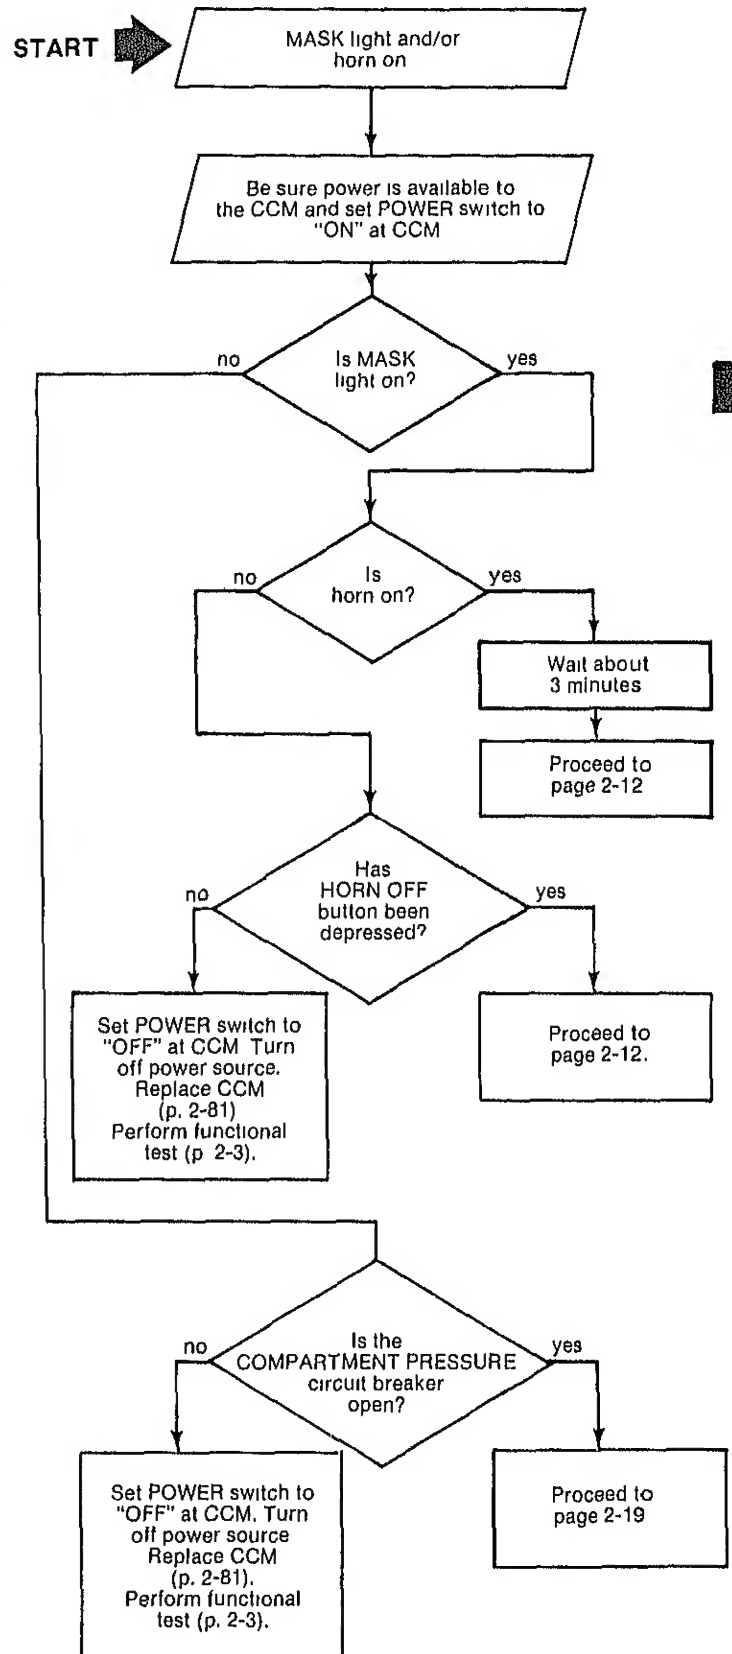 START
MASK light and/or
horn on
Be sure power is available to
the CCM and set POWER switch to
"ON" at CCM
no
Is MASK
light on?
yes
no
Is
horn on?
yes
Wait about
3 minutes
Proceed to
page 2-12
no
Has
HORN OFF
button been
depressed?
yes
Set POWER switch to
"OFF" at CCM Turn
off power source.
Replace CCM
(p. 2-81)
Perform functional
test (p 2-3).
Proceed to
page 2-12.
no
Is the
COMPARTMENT PRESSURE
circuit breaker
open?
yes
Set POWER switch to
"OFF" at CCM. Turn
off power source
Replace CCM
(p. 2-81).
Perform functional
test (p. 2-3).
Proceed to
page 2-19